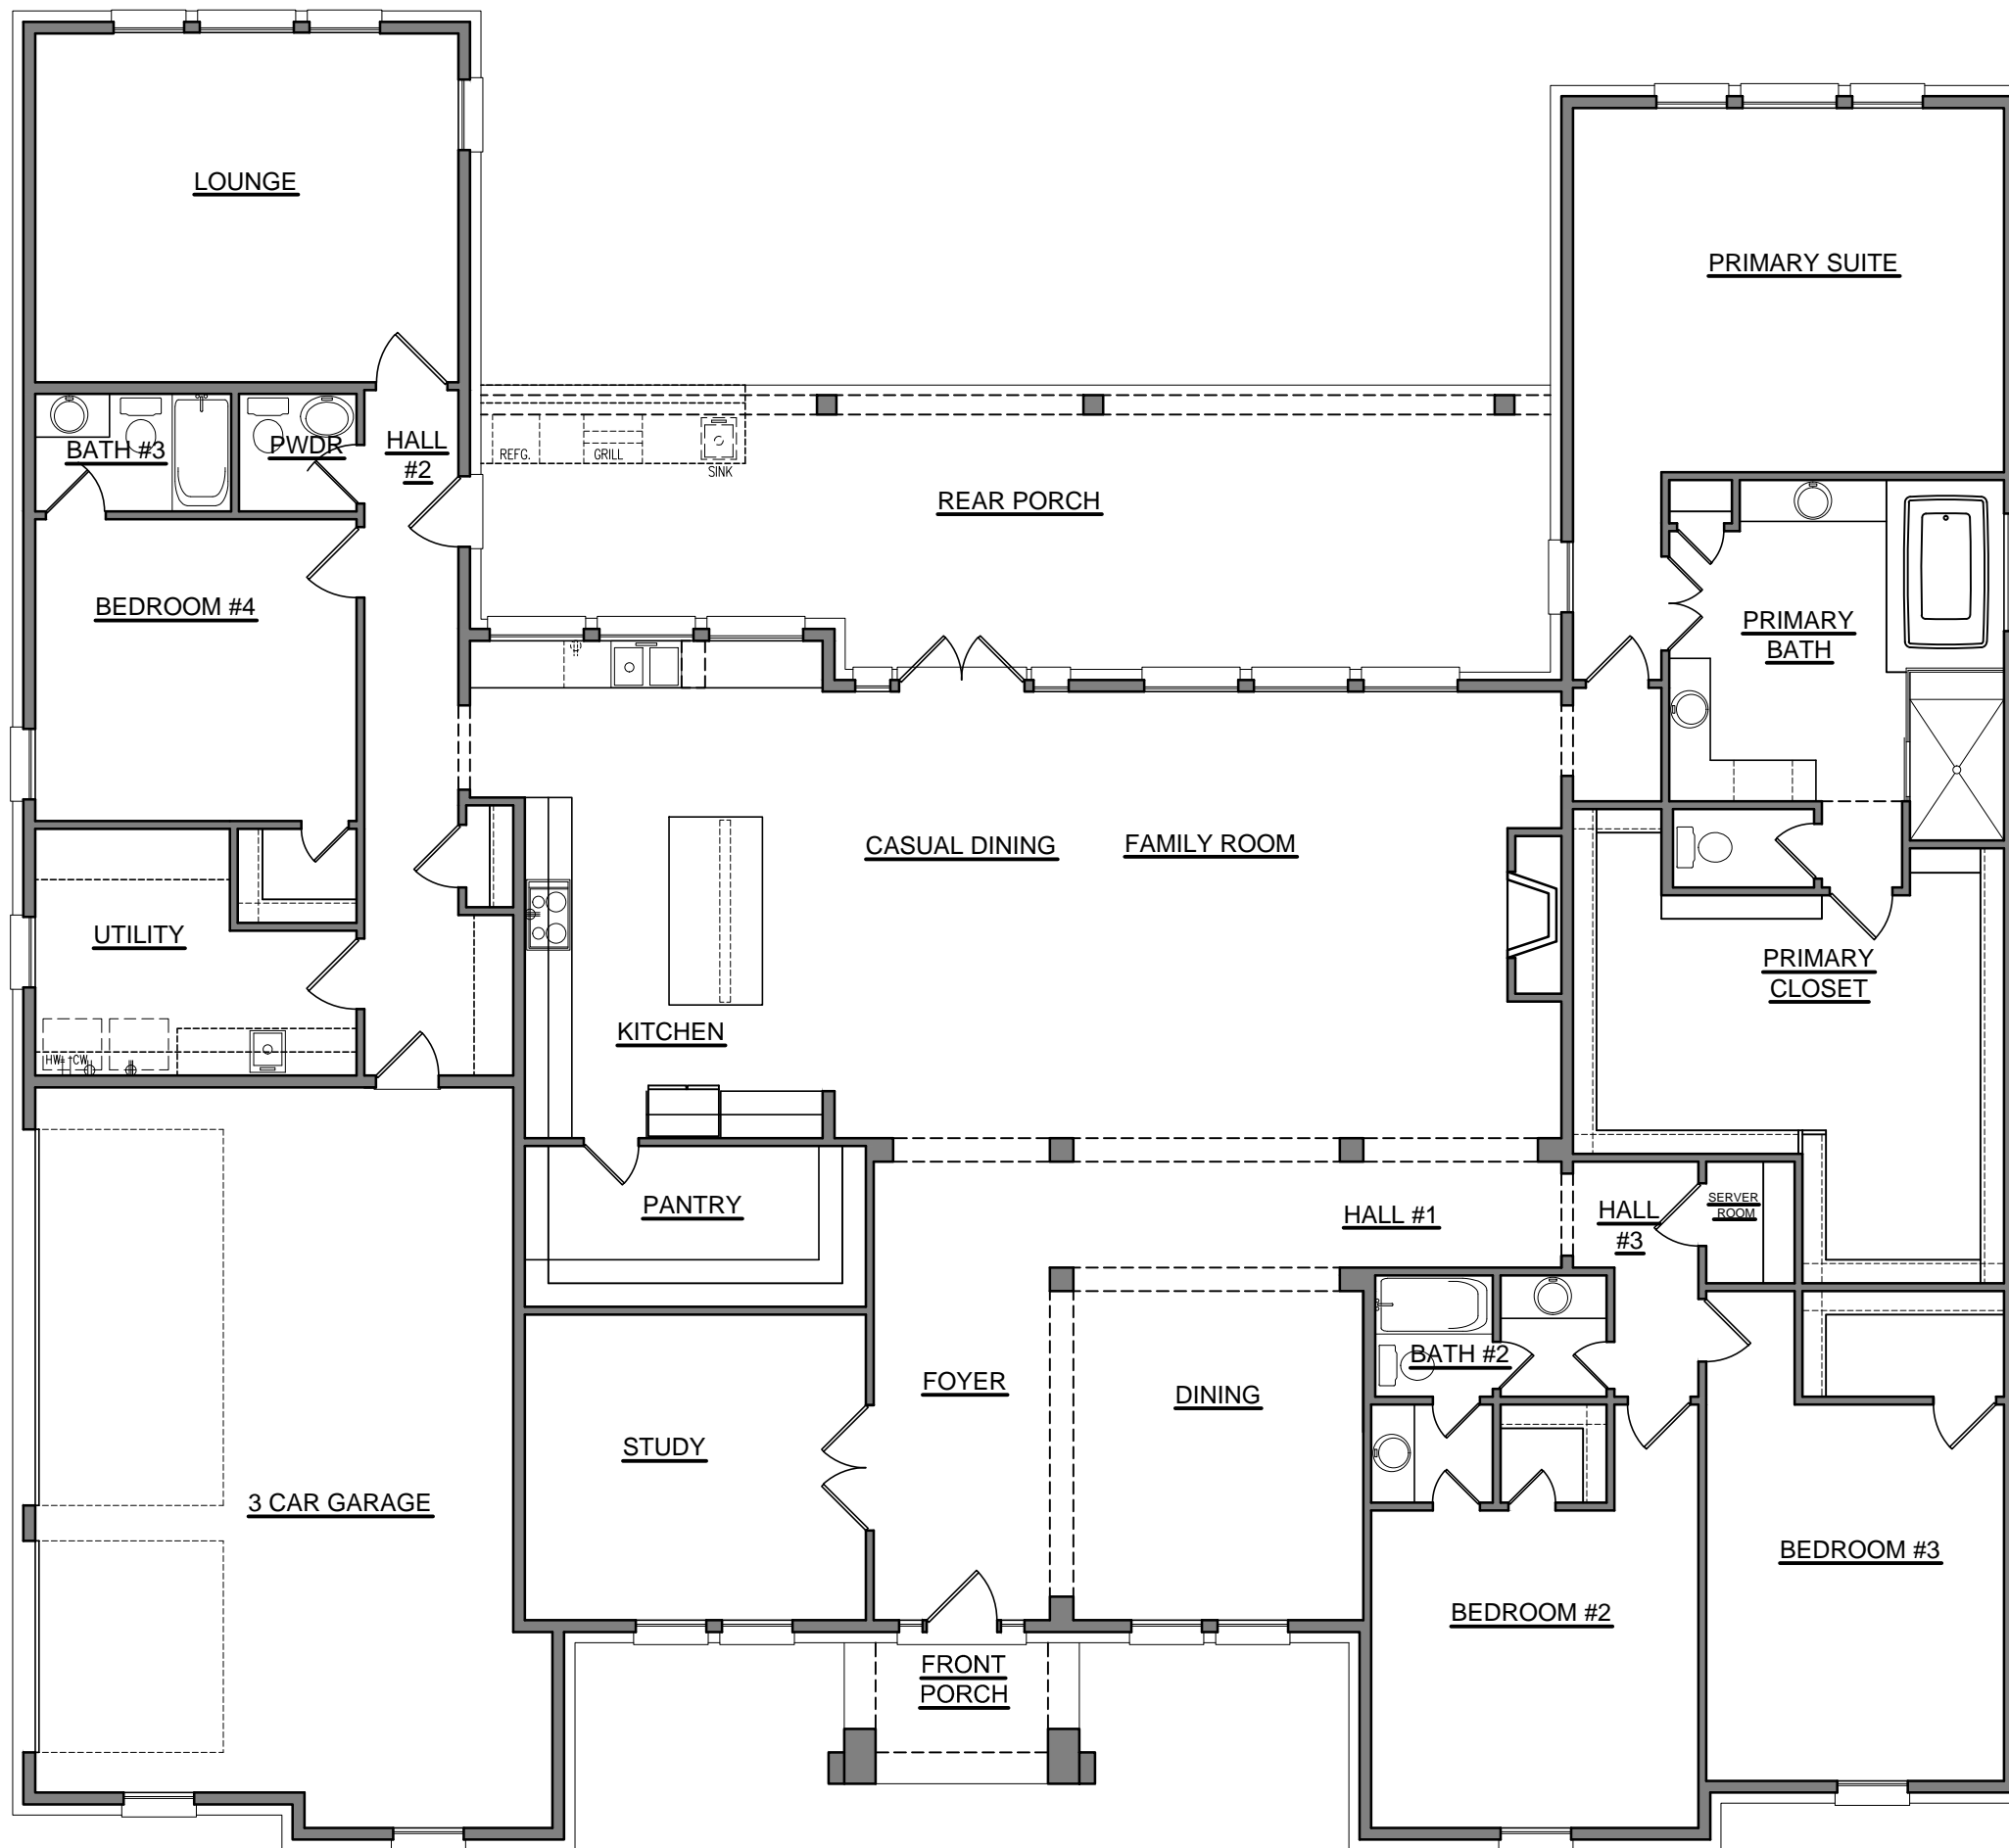 LOUNGE
PRIMARY SUITE
BATH #3
PWDR
HALL
#2
REFG.
GRILL
SINK
REAR PORCH
BEDROOM #4
PRIMARY
BATH
CASUAL DINING
FAMILY ROOM
UTILITY
PRIMARY
CLOSET
KITCHEN
HW
CW
PANTRY
HALL #1
HALL
#3
SERVER
ROOM
BATH #2
FOYER
DINING
STUDY
3 CAR GARAGE
BEDROOM #3
BEDROOM #2
FRONT
PORCH